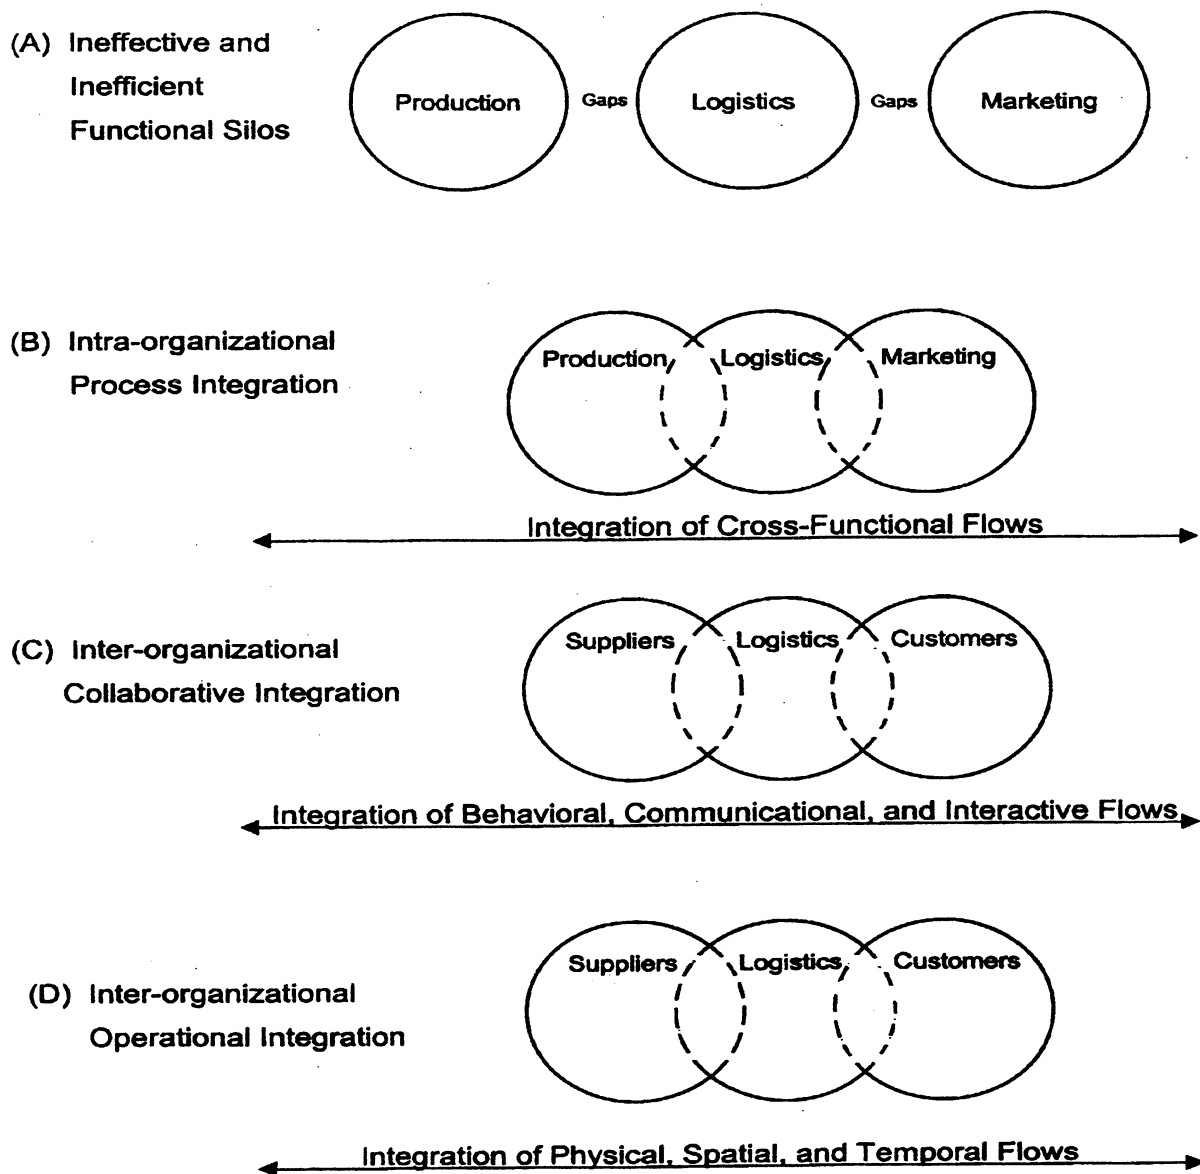 (A) Ineffective and
Inefficient
Functional Silos
Production Gaps Logistics Gaps Marketing
(B) Intra-organizational
Process Integration
Production Logistics Marketing
Integration of Cross-Functional Flows
(C) Inter-organizational
Collaborative Integration
Suppliers Logistics Customers
Integration of Behavioral, Communicational, and Interactive Flows
(D) Inter-organizational
Operational Integration
Suppliers Logistics Customers
Integration of Physical, Spatial, and Temporal Flows